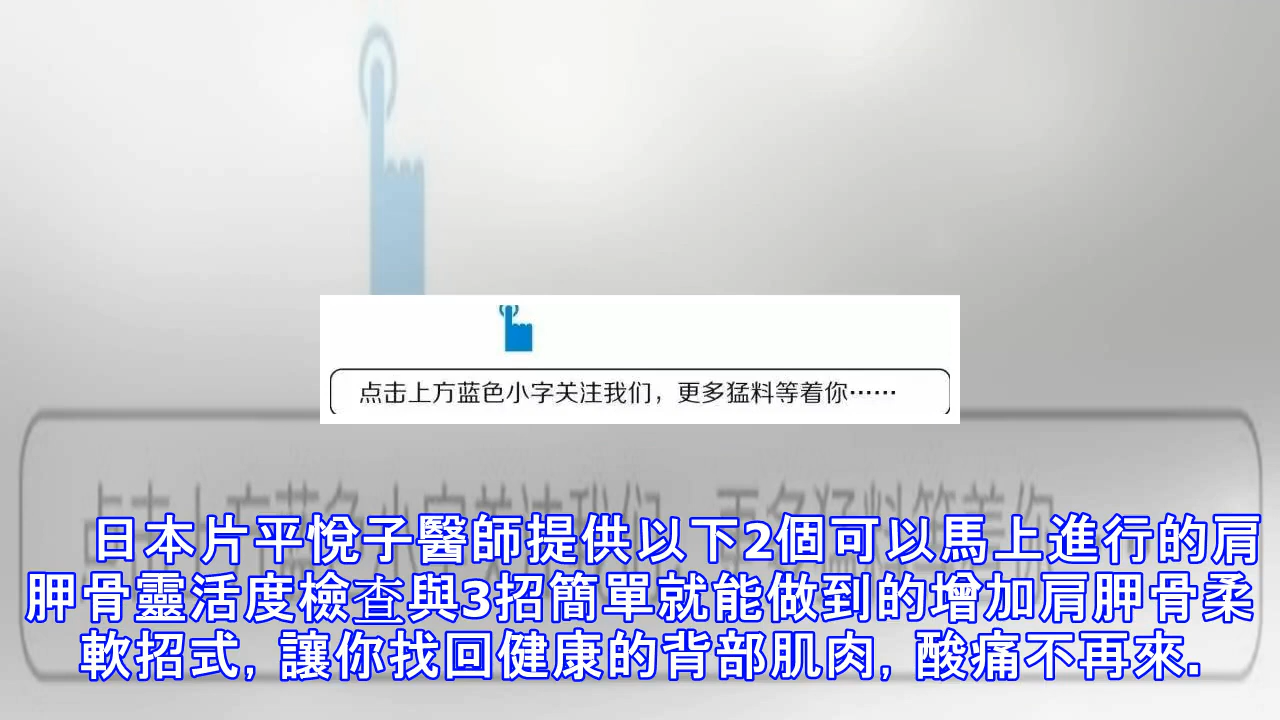 点击上方蓝色小字关注我们，更多猛料等着你······
日本片平悅子醫師提供以下2個可以馬上進行的肩
胛骨靈活度檢查與3招簡單就能做到的增加肩胛骨柔
軟招式, 讓你找回健康的背部肌肉, 酸痛不再來.